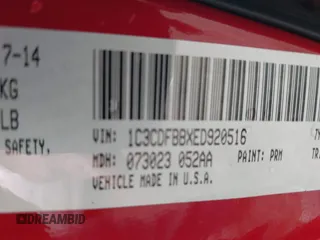 7-14
KG
LB
SAFETY,
VIN: 1C3CDFBBXED920516
MDH: 073023 052AA
PAINT: PRM
VEHICLE MADE IN U.S.A.
DREAMBID